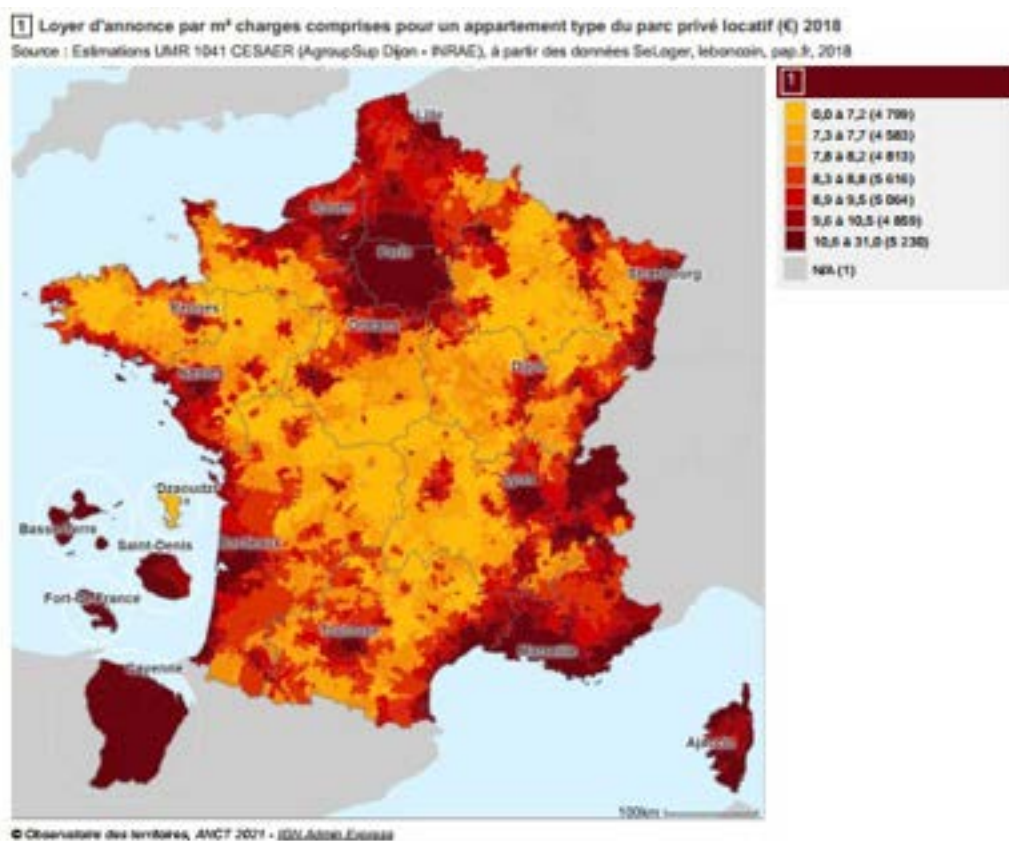 1 Loyer d'annonce par m² charges comprises pour un appartement type du parc privé locatif (€) 2018
Source : Estimations UMR 1041 CESAER (AgroupSup Dijon - INRAE), à partir des données SeLoger, leboncoin, pap.fr, 2018
1
0,0 à 7,2 (4 799)
7,3 à 7,7 (4 583)
7,8 à 8,2 (4 813)
8,3 à 8,8 (5 616)
8,9 à 9,5 (5 064)
9,6 à 10,5 (4 859)
10,6 à 31,0 (5 230)
N/A (1)
Lille
Rouen
Paris
Strasbourg
Rennes
Orléans
Nantes
Dijon
Lyon
Dzaoudzi
Basse-Terre
Saint-Denis
Bordeaux
Fort-de-France
Toulouse
Marseille
Cayenne
Ajaccio
100km
© Observatoire des territoires, ANCT 2021 - IGN Admin Express